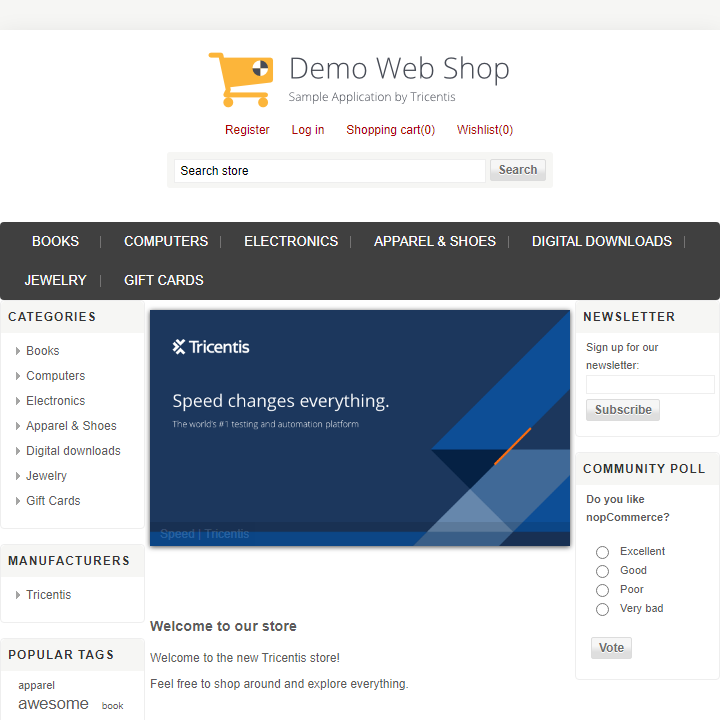 Demo Web Shop
Sample Application by Tricentis
Register Log in Shopping cart(0) Wishlist(0)
Search store Search
BOOKS COMPUTERS ELECTRONICS APPAREL & SHOES DIGITAL DOWNLOADS
JEWELRY GIFT CARDS
CATEGORIES
Books
Computers
Electronics
Apparel & Shoes
Digital downloads
Jewelry
Gift Cards
MANUFACTURERS
Tricentis
POPULAR TAGS
apparel
awesome book
Tricentis
Speed changes everything.
The world's #1 testing and automation platform
Speed | Tricentis
Welcome to our store
Welcome to the new Tricentis store!
Feel free to shop around and explore everything.
NEWSLETTER
Sign up for our
newsletter:
Subscribe
COMMUNITY POLL
Do you like
nopCommerce?
Excellent
Good
Poor
Very bad
Vote